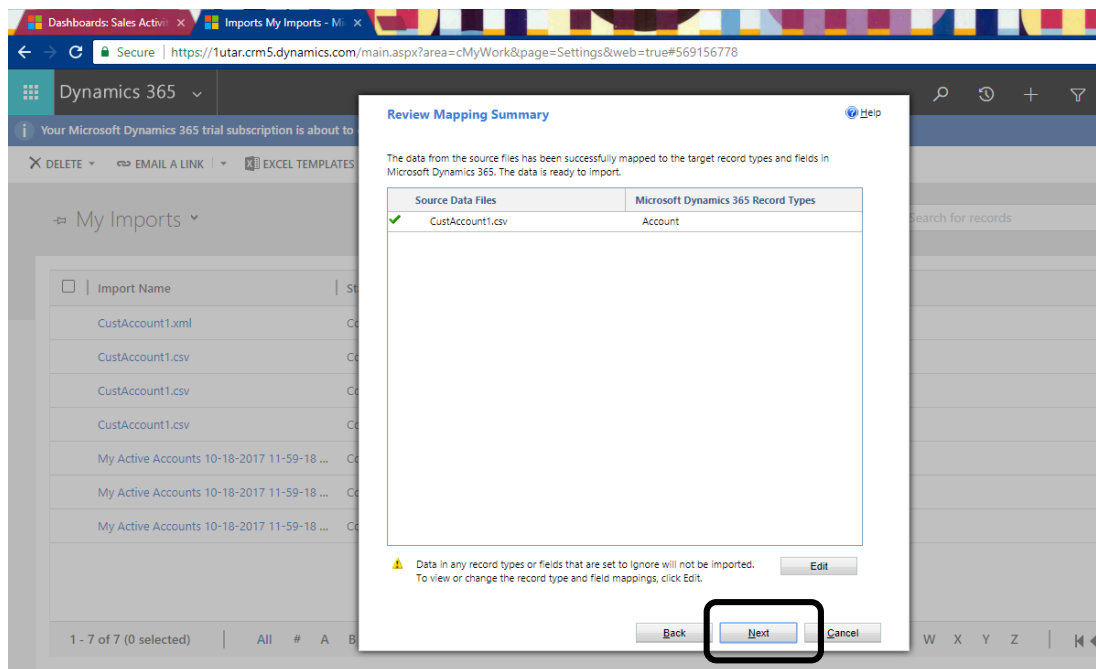 Dashboards: Sales Activi ×
Imports My Imports - Mi ×
Secure | https://1utar.crm5.dynamics.com/main.aspx?area=cMyWork&page=Settings&web=true#569156778
Dynamics 365
Your Microsoft Dynamics 365 trial subscription is about to
DELETE EMAIL A LINK EXCEL TEMPLATES
My Imports
Search for records
Import Name St
CustAccount1.xml Co
CustAccount1.csv Co
CustAccount1.csv Co
CustAccount1.csv Co
My Active Accounts 10-18-2017 11-59-18 ... Co
My Active Accounts 10-18-2017 11-59-18 ... Co
My Active Accounts 10-18-2017 11-59-18 ... Co
1 - 7 of 7 (0 selected) All # A B
W X Y Z
Review Mapping Summary
Help
The data from the source files has been successfully mapped to the target record types and fields in
Microsoft Dynamics 365. The data is ready to import.
Source Data Files Microsoft Dynamics 365 Record Types
CustAccount1.csv Account
Data in any record types or fields that are set to Ignore will not be imported.
To view or change the record type and field mappings, click Edit.
Edit
Back Next Cancel